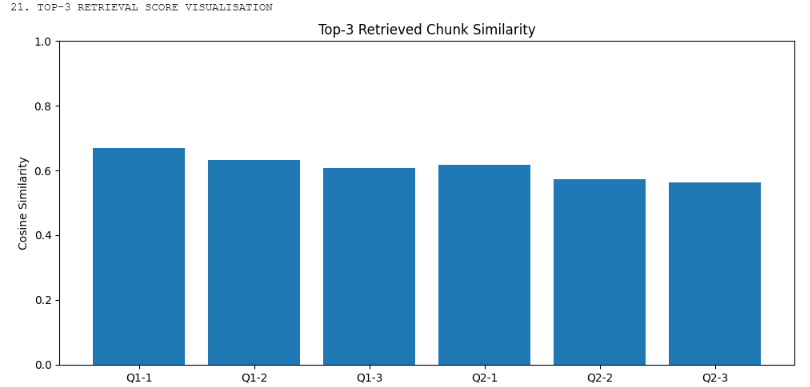 21. TOP-3 RETRIEVAL SCORE VISUALISATION
Top-3 Retrieved Chunk Similarity
1.0
0.8
0.6
0.4
0.2
0.0
Cosine Similarity
Q1-1 Q1-2 Q1-3 Q2-1 Q2-2 Q2-3